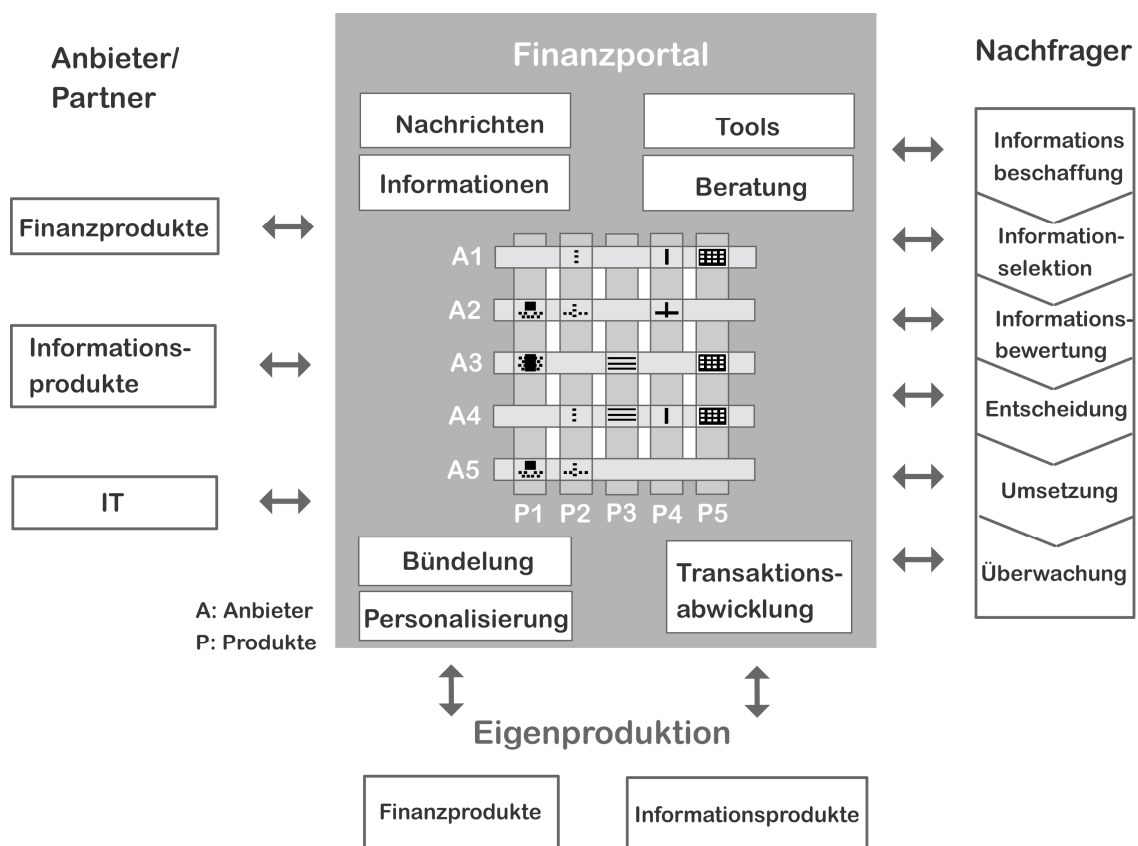 Anbieter/
Partner
Finanzprodukte
Informations-
produkte
IT
A: Anbieter
P: Produkte
Finanzportal
Nachrichten
Tools
Informationen
Beratung
A1
A2
A3
A4
A5
P1 P2 P3 P4 P5
Bündelung
Personalisierung
Transaktions-
abwicklung
Nachfrager
Informations
beschaffung
Information-
selektion
Informations-
bewertung
Entscheidung
Umsetzung
Überwachung
Eigenproduktion
Finanzprodukte
Informationsprodukte